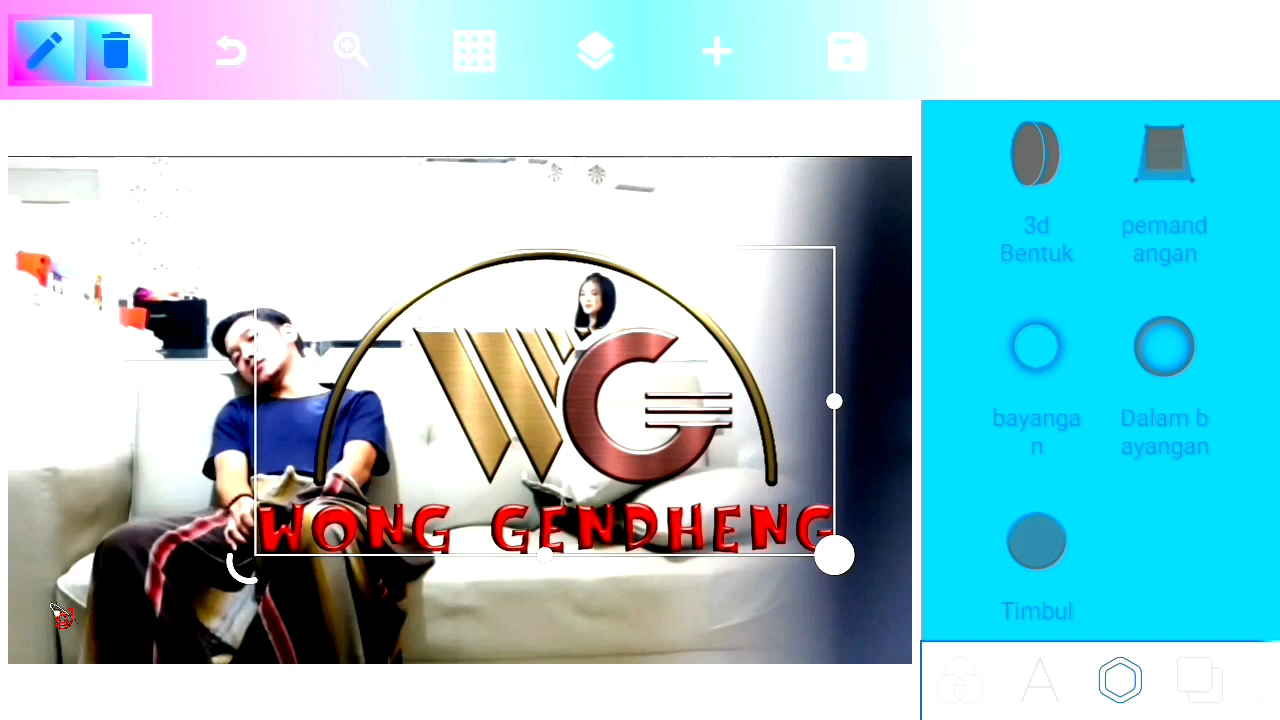 WG
WONG GENDHENG
3d
Bentuk
pemand
angan
bayanga
n
Dalam b
ayangan
Timbul
A